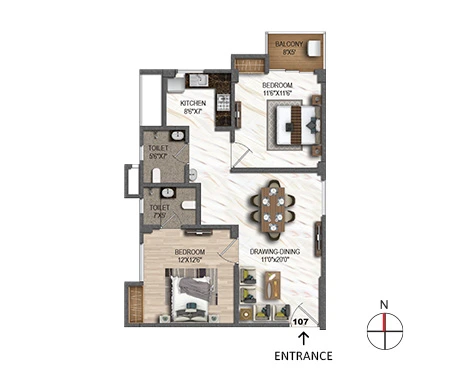 BALCONY
8'X5'
BEDROOM
11'6"X11'6"
KITCHEN
8'6"X7'
TOILET
5'6"X7'
TOILET
7'X5'
BEDROOM
12'X12'6"
DRAWING-DINING
11'0"x20'0"
107
N
ENTRANCE